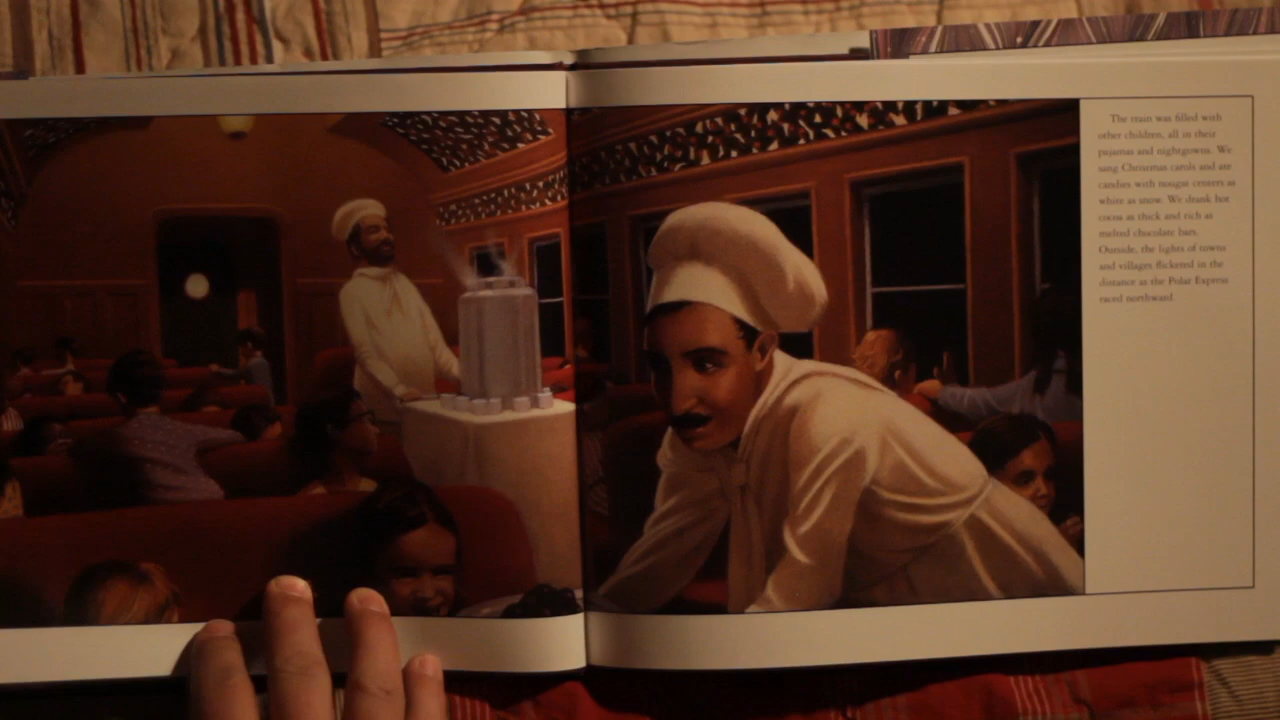 The train was filled with
other children, all in their
pajamas and nightgowns. We
sang Christmas carols and ate
candies with nougat centers as
white as snow. We drank hot
cocoa as thick and rich as
melted chocolate bars.
Outside, the lights of towns
and villages flickered in the
distance as the Polar Express
raced northward